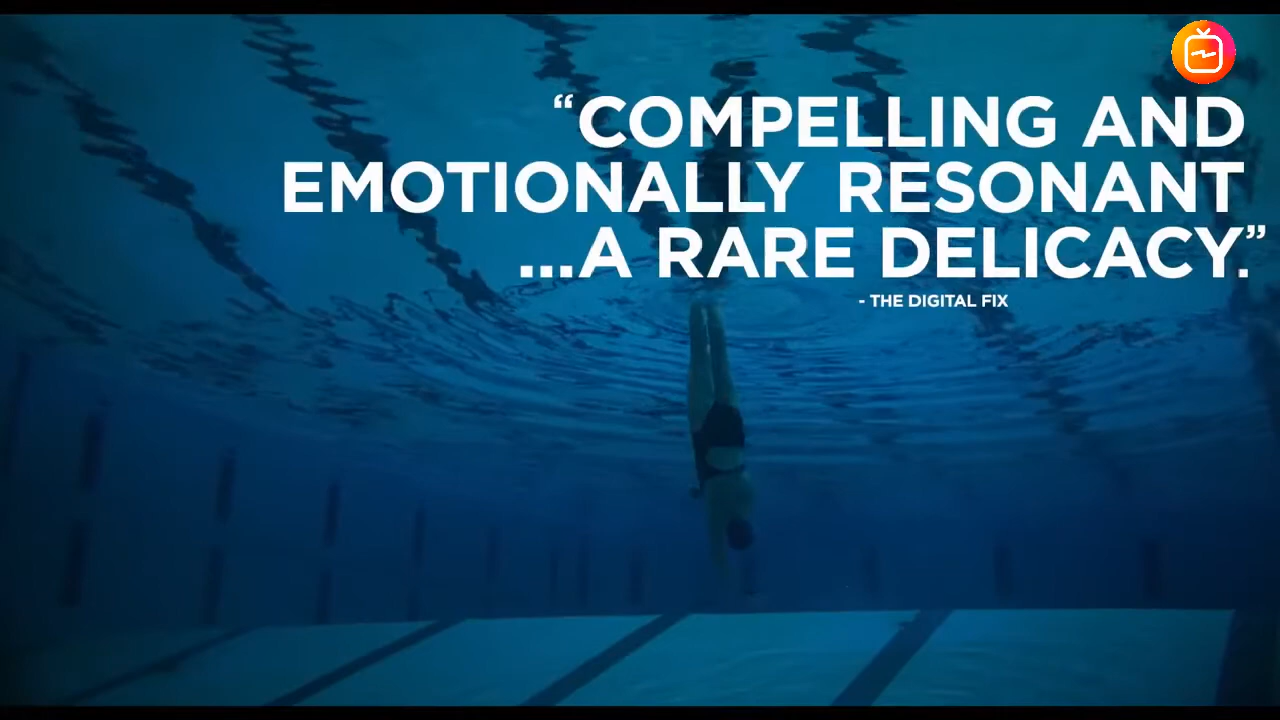 “COMPELLING AND
EMOTIONALLY RESONANT
...A RARE DELICACY.”
- THE DIGITAL FIX